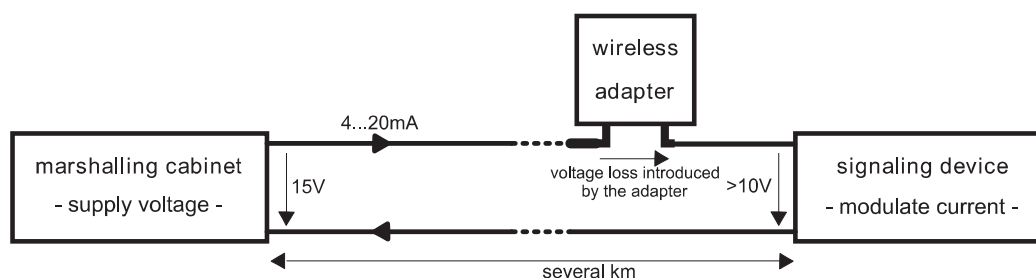 wireless
adapter
4...20mA
marshalling cabinet
- supply voltage -
15V
voltage loss introduced
by the adapter
>10V
signaling device
- modulate current -
several km